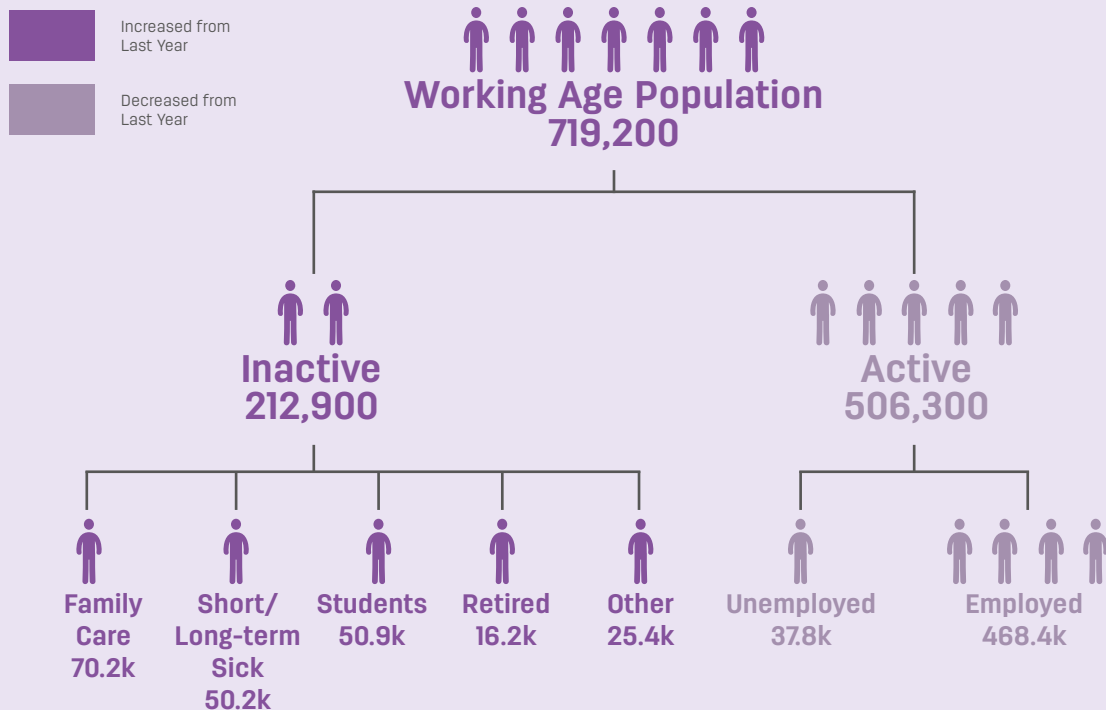 Increased from
Last Year
Decreased from
Last Year
Working Age Population
719,200
Inactive
212,900
Active
506,300
Family
Care
70.2k
Short/
Long-term
Sick
50.2k
Students
50.9k
Retired
16.2k
Other
25.4k
Unemployed
37.8k
Employed
468.4k